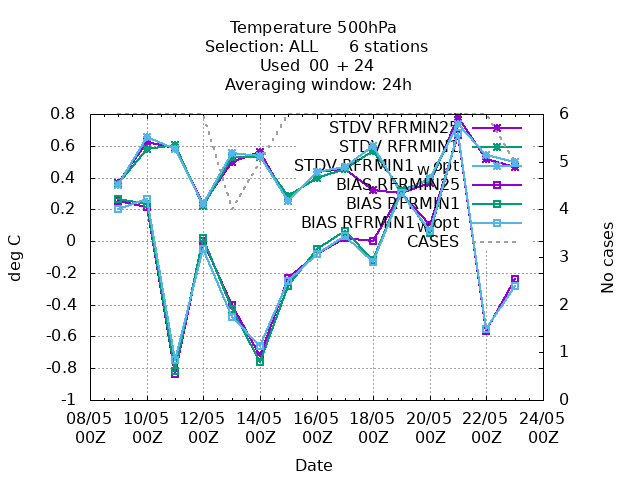 Temperature 500hPa
Selection: ALL 6 stations
Used 00 + 24
Averaging window: 24h
0.8
0.6
0.4
0.2
0
-0.2
-0.4
-0.6
-0.8
-1
deg C
6
5
4
3
2
1
0
No cases
STDV RFRMIN25
STDV RFRMIN1
STDV RFRMIN1wopt
BIAS RFRMIN25
BIAS RFRMIN1
BIAS RFRMIN1wopt
CASES
08/05 10/05 12/05 14/05 16/05 18/05 20/05 22/05 24/05
00Z 00Z 00Z 00Z 00Z 00Z 00Z 00Z 00Z
Date